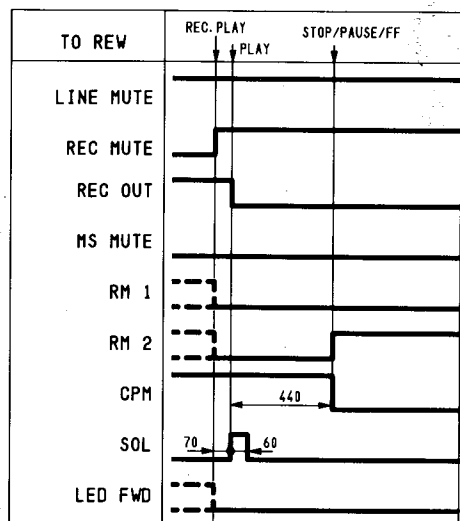 REC. PLAY
STOP/PAUSE/FF
TO REW
PLAY
LINE MUTE
REC MUTE
REC OUT
MS MUTE
RM 1
RM 2
CPM
440
SOL
70
60
LED FWD